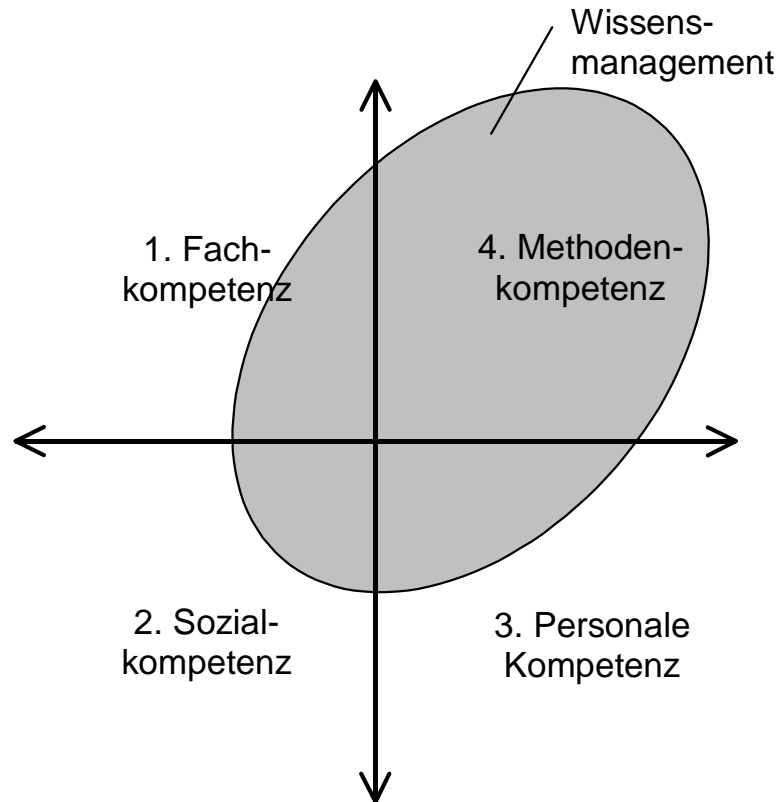 Wissens-
management
1. Fach-
kompetenz
4. Methoden-
kompetenz
2. Sozial-
kompetenz
3. Personale
Kompetenz